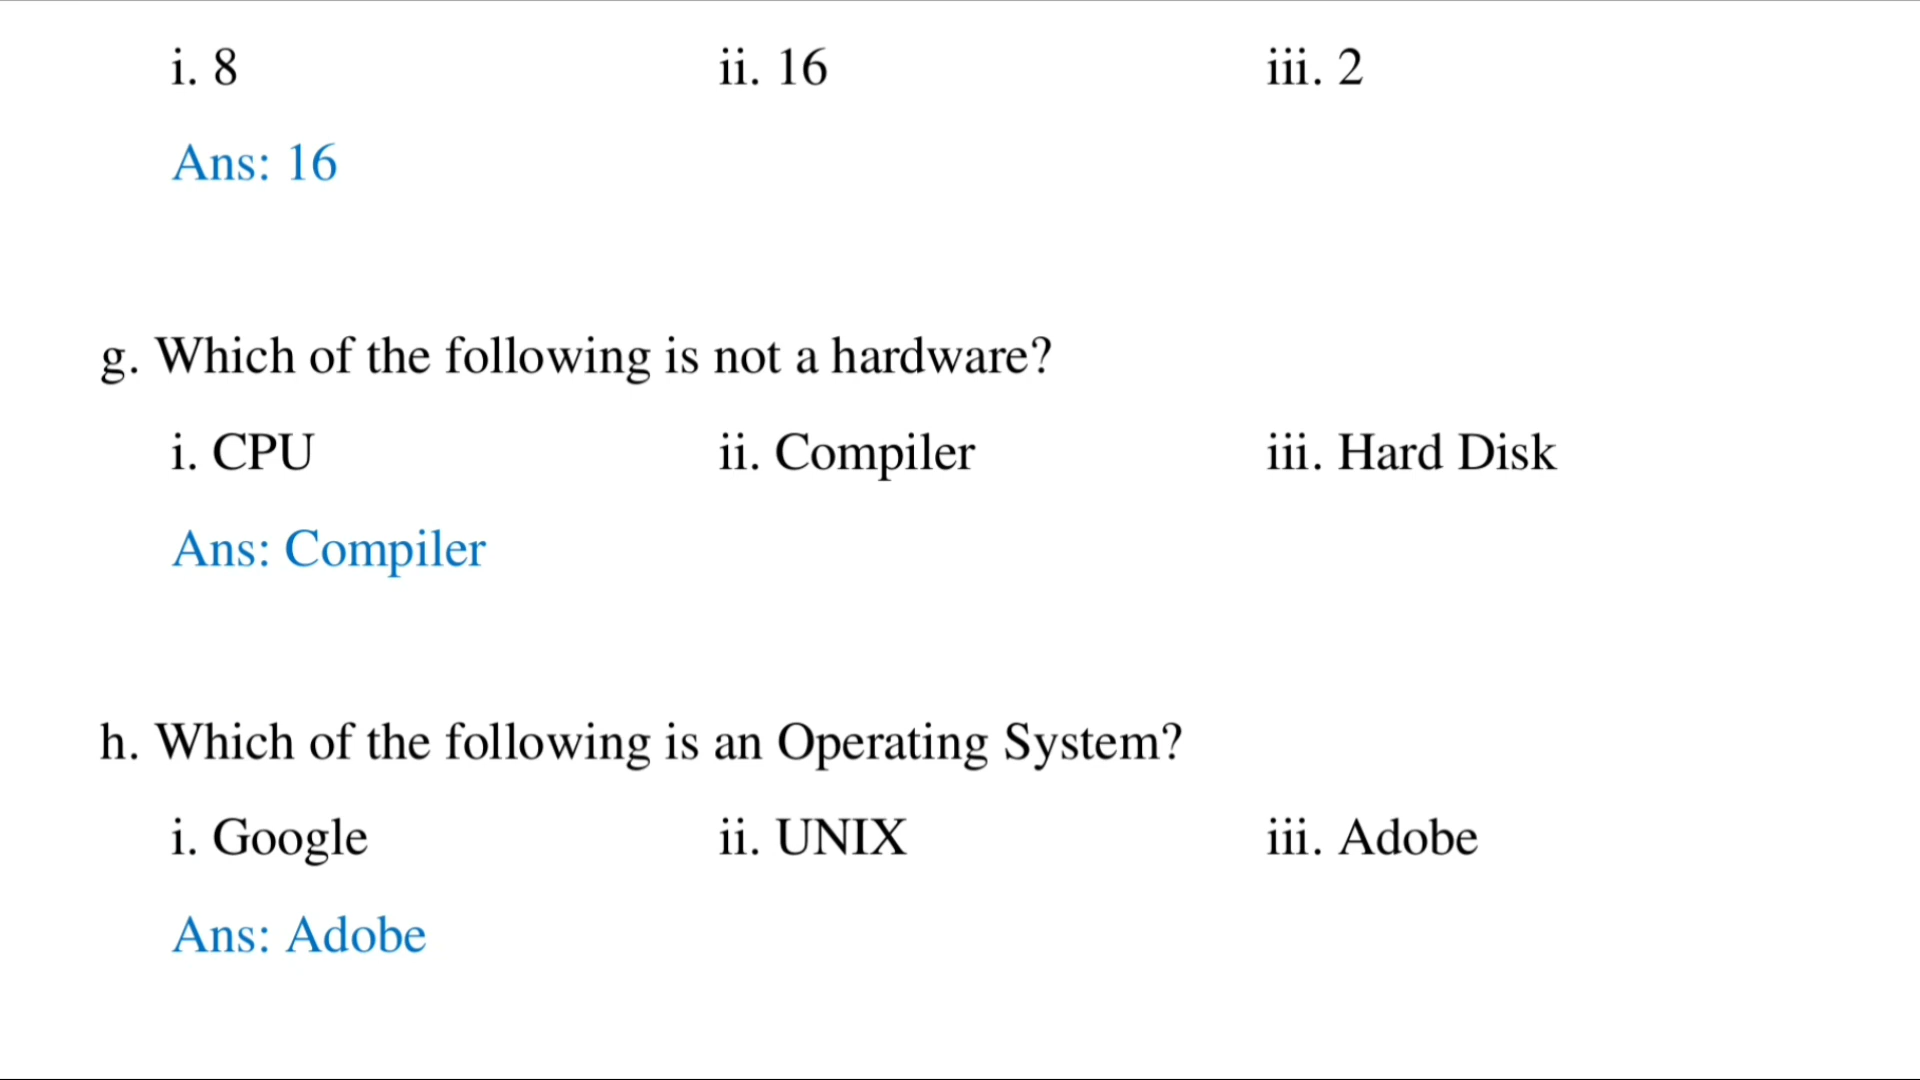 i. 8 ii. 16 iii. 2
Ans: 16
g. Which of the following is not a hardware?
i. CPU ii. Compiler iii. Hard Disk
Ans: Compiler
h. Which of the following is an Operating System?
i. Google ii. UNIX iii. Adobe
Ans: Adobe